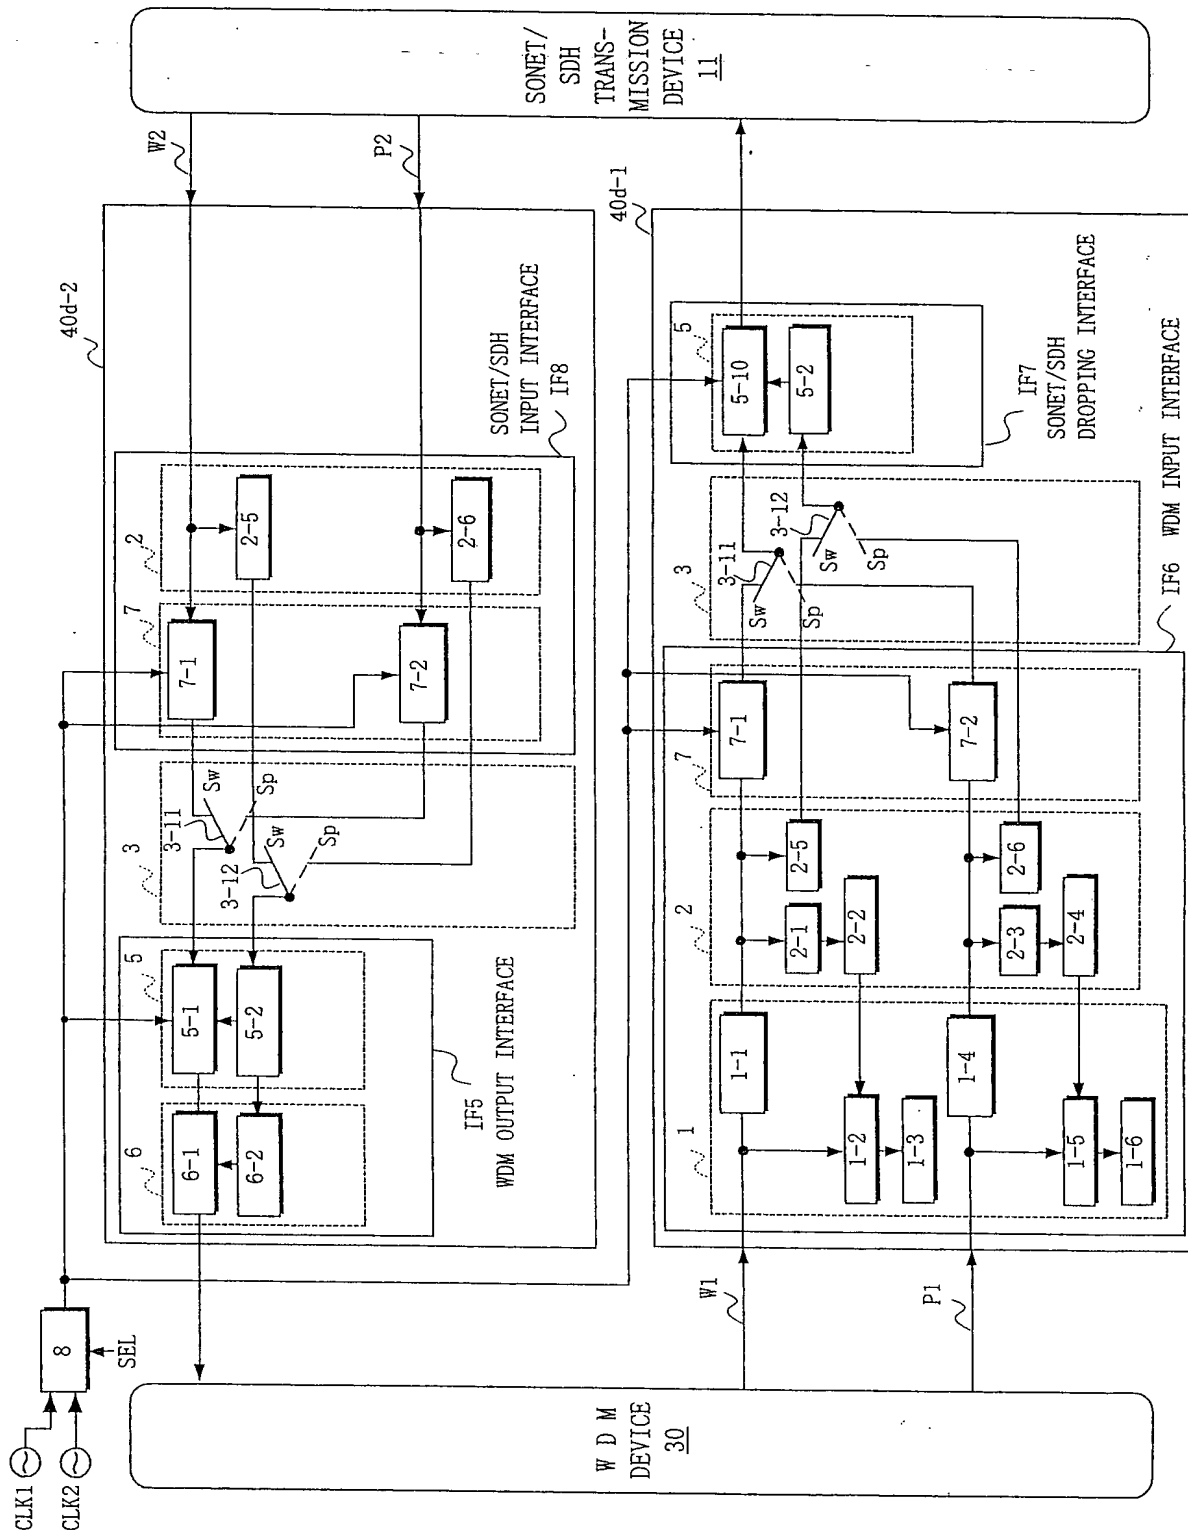 CLK1
CLK2
8
SEL
40d-2
W2
P2
SONET/
SDH
TRANS-
MISSION
DEVICE
11
W D M
DEVICE
30
6
6-1
6-2
5
5-1
5-2
IF5
WDM OUTPUT INTERFACE
3
3-11
Sw
Sp
3-12
Sw
Sp
7
7-1
7-2
2
2-5
2-6
SONET/SDH
INPUT INTERFACE
IF8
40d-1
W1
P1
1
1-1
1-2
1-3
1-4
1-5
1-6
2
2-1
2-2
2-5
2-3
2-4
2-6
7
7-1
7-2
3
3-11
Sw
Sp
3-12
Sw
Sp
5
5-10
5-2
IF7
SONET/SDH
DROPPING INTERFACE
IF6 WDM INPUT INTERFACE